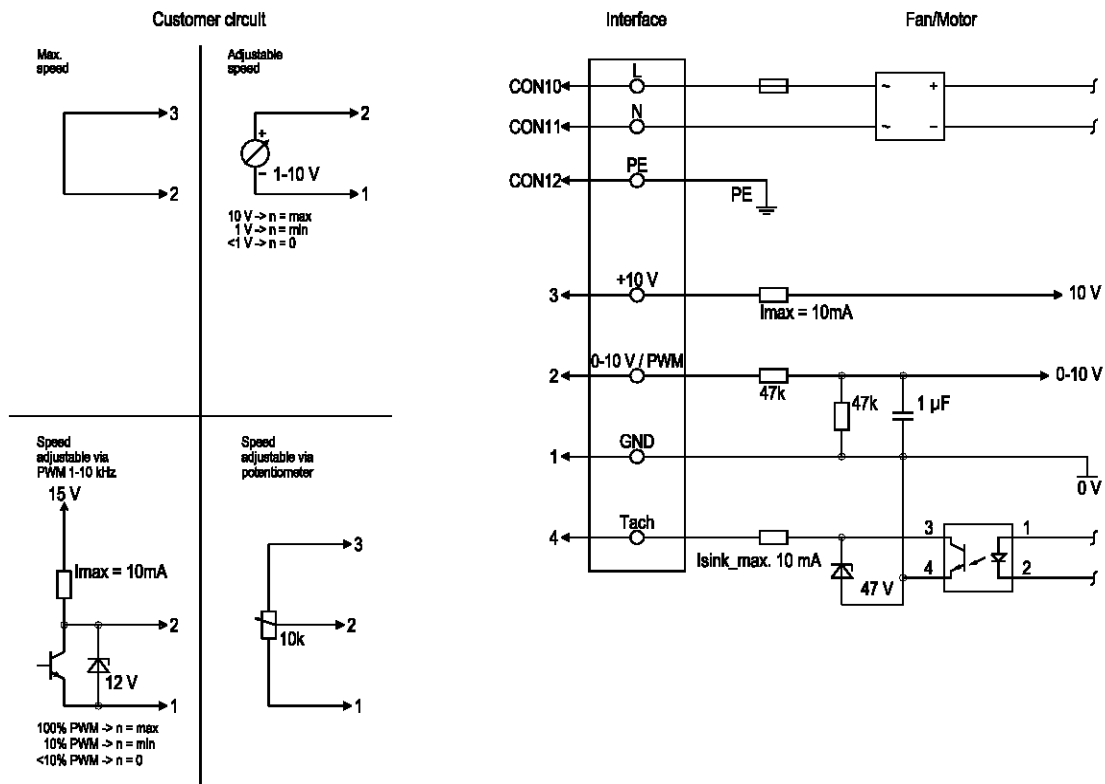 Customer circuit
Interface
Fan/Motor
Max.
speed
3
2
Adjustable
speed
2
+
1-10 V
–
1
10 V -> n = max
1 V -> n = min
<1 V -> n = 0
Speed
adjustable via
PWM 1-10 kHz
15 V
Imax = 10mA
2
12 V
1
100% PWM -> n = max
10% PWM -> n = min
<10% PWM -> n = 0
Speed
adjustable via
potentiometer
3
2
10k
1
L
CON10
~
+
N
CON11
~
–
PE
CON12
PE
+10 V
3
10 V
Imax = 10mA
0-10 V / PWM
2
0-10 V
47k
47k
1 µF
GND
1
0 V
Tach
4
3
1
Isink_max. 10 mA
4
2
47 V